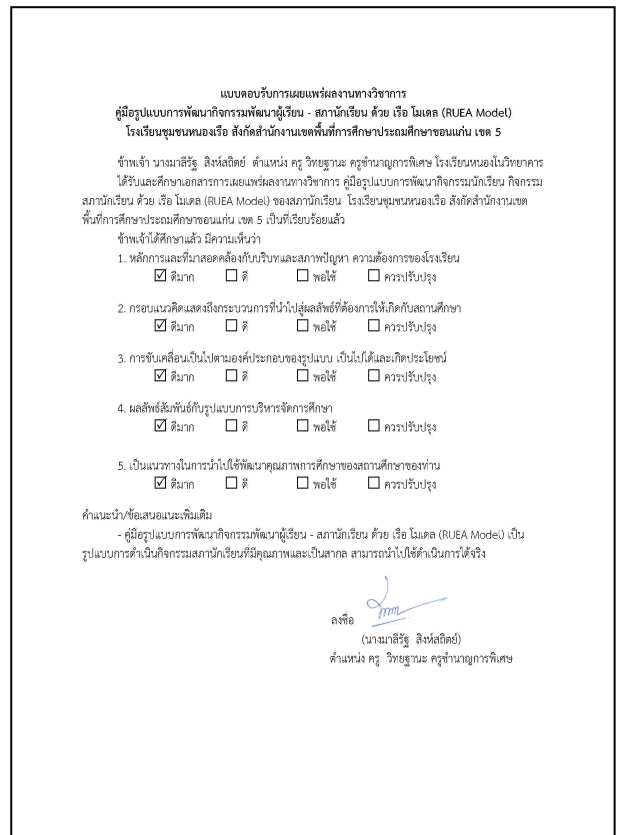 แบบตอบรับการเผยแพร่ผลงานทางวิชาการ
คู่มือรูปแบบการพัฒนากิจกรรมพัฒนาผู้เรียน - สภานักเรียน ด้วย เรือ โมเดล (RUEA Model)
โรงเรียนชุมชนหนองเรือ สังกัดสำนักงานเขตพื้นที่การศึกษาประถมศึกษาขอนแก่น เขต 5
ข้าพเจ้า นางมาลีรัฐ สิงห์สถิตย์ ตำแหน่ง ครู วิทยฐานะ ครูชำนาญการพิเศษ โรงเรียนหนองโนวิทยาคาร
ได้รับและศึกษาเอกสารการเผยแพร่ผลงานทางวิชาการ คู่มือรูปแบบการพัฒนากิจกรรมนักเรียน กิจกรรม
สภานักเรียน ด้วย เรือ โมเดล (RUEA Model) ของสภานักเรียน โรงเรียนชุมชนหนองเรือ สังกัดสำนักงานเขต
พื้นที่การศึกษาประถมศึกษาขอนแก่น เขต 5 เป็นที่เรียบร้อยแล้ว
ข้าพเจ้าได้ศึกษาแล้ว มีความเห็นว่า
1. หลักการและที่มาสอดคล้องกับบริบทและสภาพปัญหา ความต้องการของโรงเรียน
☑ ดีมาก ☐ ดี ☐ พอใช้ ☐ ควรปรับปรุง
2. กรอบแนวคิดแสดงถึงกระบวนการที่นำไปสู่ผลลัพธ์ที่ต้องการให้เกิดกับสถานศึกษา
☑ ดีมาก ☐ ดี ☐ พอใช้ ☐ ควรปรับปรุง
3. การขับเคลื่อนเป็นไปตามองค์ประกอบของรูปแบบ เป็นไปได้และเกิดประโยชน์
☑ ดีมาก ☐ ดี ☐ พอใช้ ☐ ควรปรับปรุง
4. ผลลัพธ์สัมพันธ์กับรูปแบบการบริหารจัดการศึกษา
☑ ดีมาก ☐ ดี ☐ พอใช้ ☐ ควรปรับปรุง
5. เป็นแนวทางในการนำไปใช้พัฒนาคุณภาพการศึกษาของสถานศึกษาของท่าน
☑ ดีมาก ☐ ดี ☐ พอใช้ ☐ ควรปรับปรุง
คำแนะนำ/ข้อเสนอแนะเพิ่มเติม
- คู่มือรูปแบบการพัฒนากิจกรรมพัฒนาผู้เรียน - สภานักเรียน ด้วย เรือ โมเดล (RUEA Model) เป็น
รูปแบบการดำเนินกิจกรรมสภานักเรียนที่มีคุณภาพและเป็นสากล สามารถนำไปใช้ดำเนินการได้จริง
ลงชื่อ
(นางมาลีรัฐ สิงห์สถิตย์)
ตำแหน่ง ครู วิทยฐานะ ครูชำนาญการพิเศษ